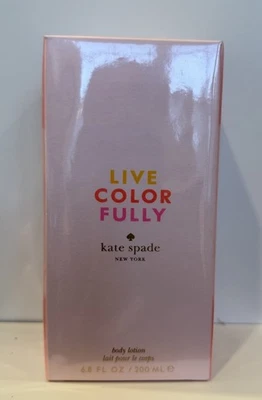 LIVE
COLOR
FULLY
kate spade
NEW YORK
body lotion
lait pour le corps
6.8 FL OZ / 200 ML ℮